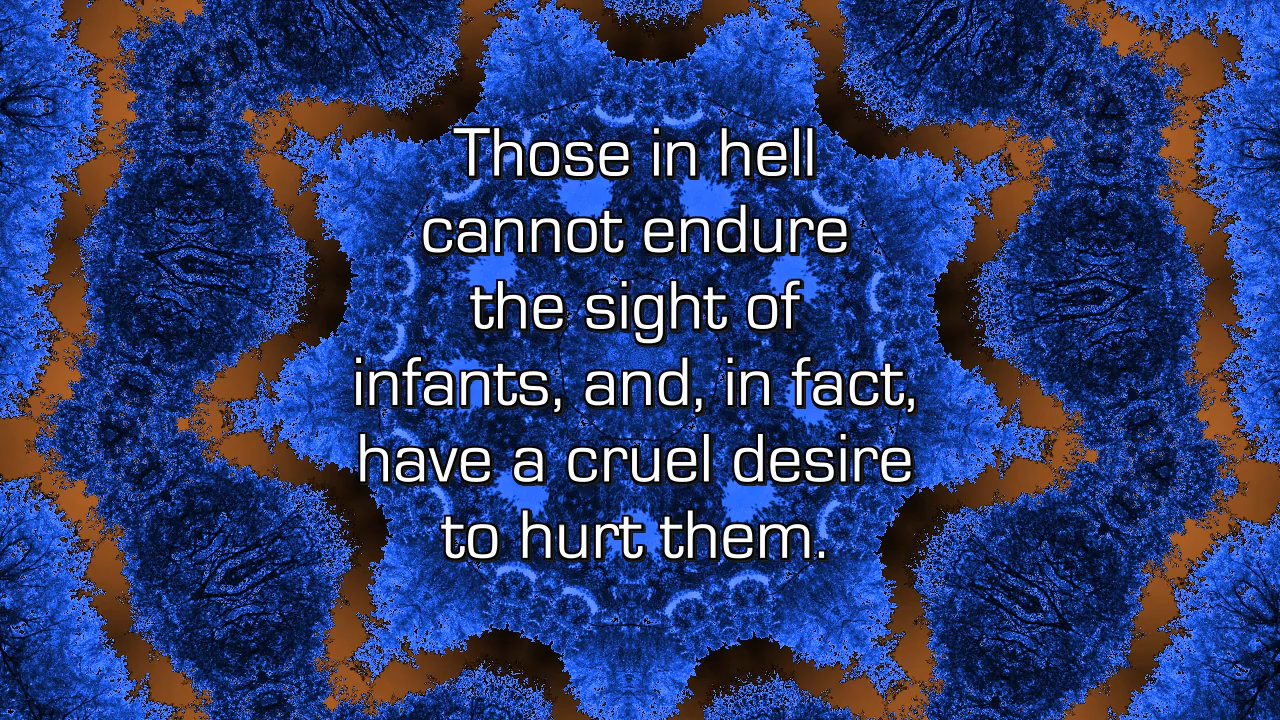 Those in hell
cannot endure
the sight of
infants, and, in fact,
have a cruel desire
to hurt them.